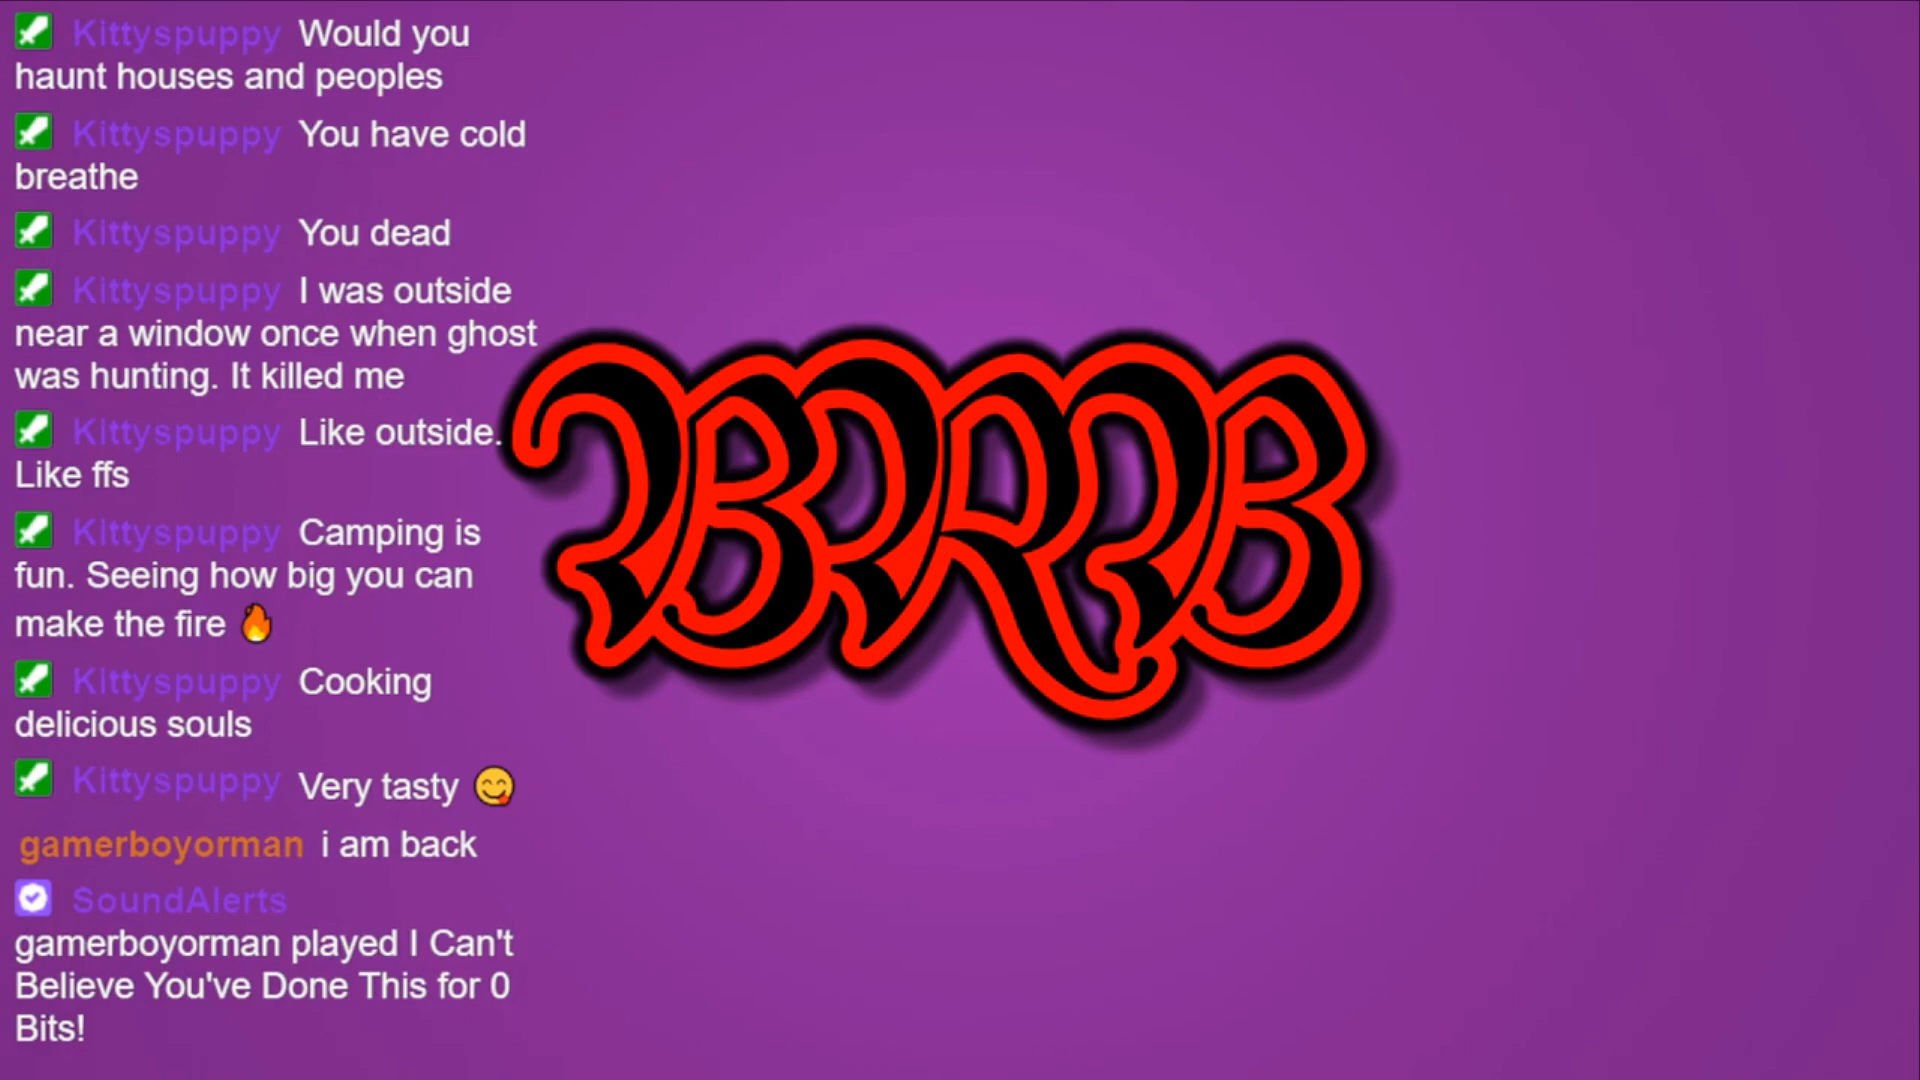 Kittyspuppy Would you
haunt houses and peoples
Kittyspuppy You have cold
breathe
Kittyspuppy You dead
Kittyspuppy I was outside
near a window once when ghost
was hunting. It killed me
Kittyspuppy Like outside.
Like ffs
Kittyspuppy Camping is
fun. Seeing how big you can
make the fire 🔥
Kittyspuppy Cooking
delicious souls
Kittyspuppy Very tasty 😋
gamerboyorman i am back
SoundAlerts
gamerboyorman played I Can't
Believe You've Done This for 0
Bits!
BRB